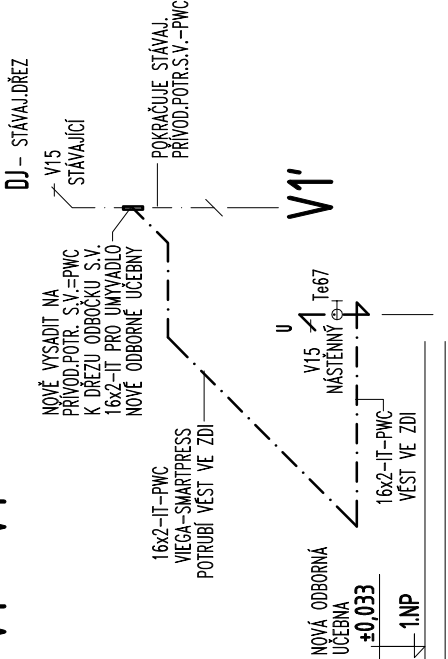 DJ - STÁVAJ.DŘEZ
V15
STÁVAJÍCÍ
POKRAČUJE STÁVAJ.
PŘÍVOD.POTR.S.V.-PWC
NOVĚ VYSADIT NA
PŘÍVOD.POTR. S.V.=PWC
K DŘEZU ODBOČKU S.V.
16x2-IT PRO UMYVADLO
NOVÉ ODBORNÉ UČEBNY
V1'
16x2-IT-PWC
VIEGA-SMARTPRESS
POTRUBÍ VÉST VE ZDI
U
V15
NÁSTĚNNÝ
Te67
16x2-IT-PWC
VÉST VE ZDI
NOVÁ ODBORNÁ
UČEBNA
±0,033
1.NP